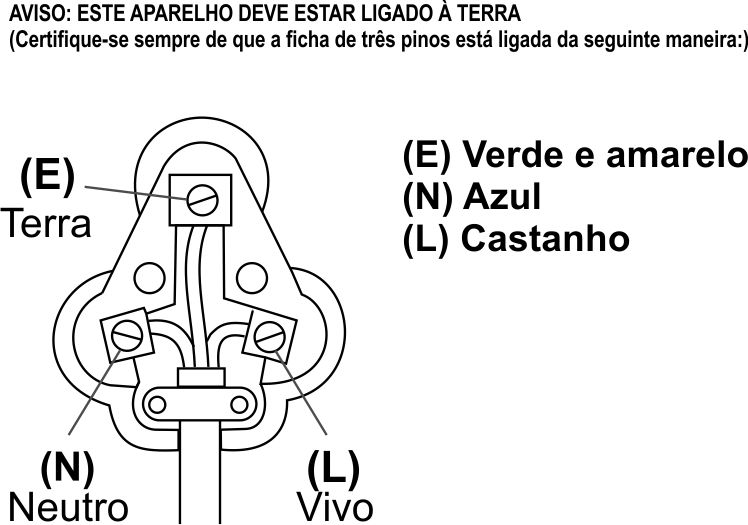 AVISO: ESTE APARELHO DEVE ESTAR LIGADO À TERRA
(Certifique-se sempre de que a ficha de três pinos está ligada da seguinte maneira:)
(E)
Terra
(E) Verde e amarelo
(N) Azul
(L) Castanho
(N)
Neutro
(L)
Vivo